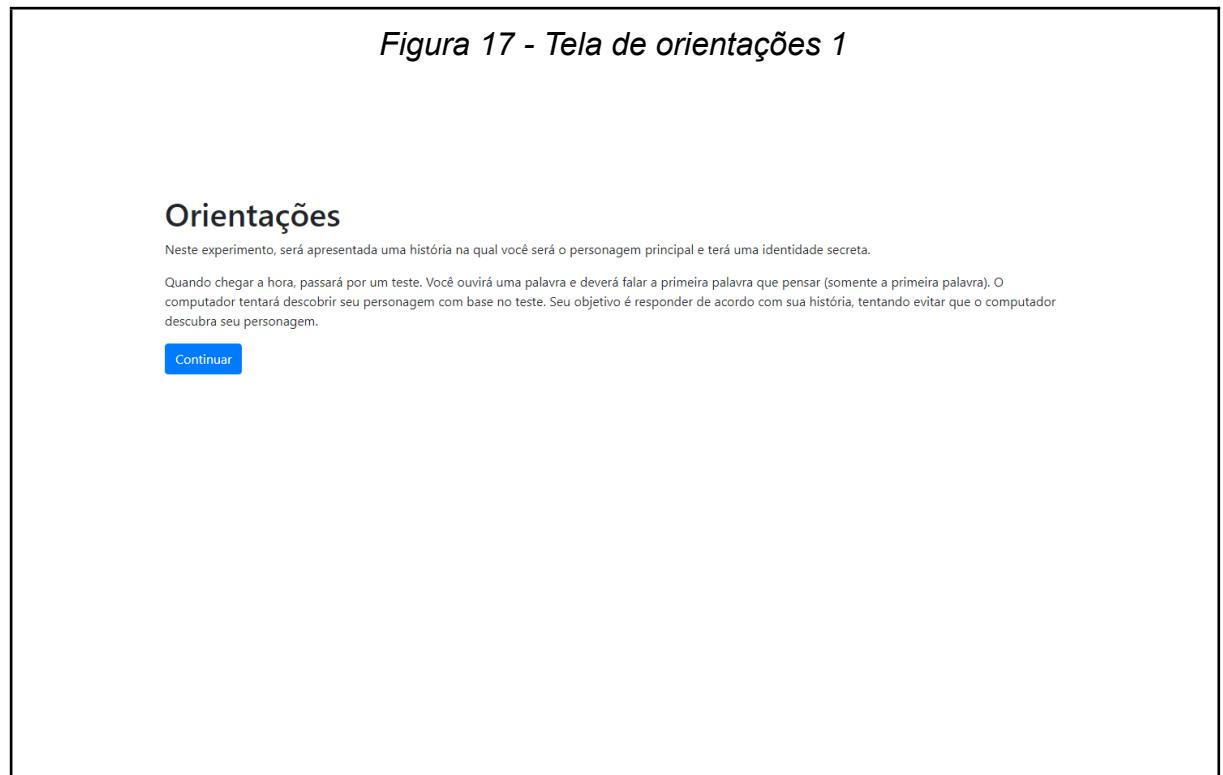 Figura 17 - Tela de orientações 1
Orientações
Neste experimento, será apresentada uma história na qual você será o personagem principal e terá uma identidade secreta.
Quando chegar a hora, passará por um teste. Você ouvirá uma palavra e deverá falar a primeira palavra que pensar (somente a primeira palavra). O
computador tentará descobrir seu personagem com base no teste. Seu objetivo é responder de acordo com sua história, tentando evitar que o computador
descubra seu personagem.
Continuar